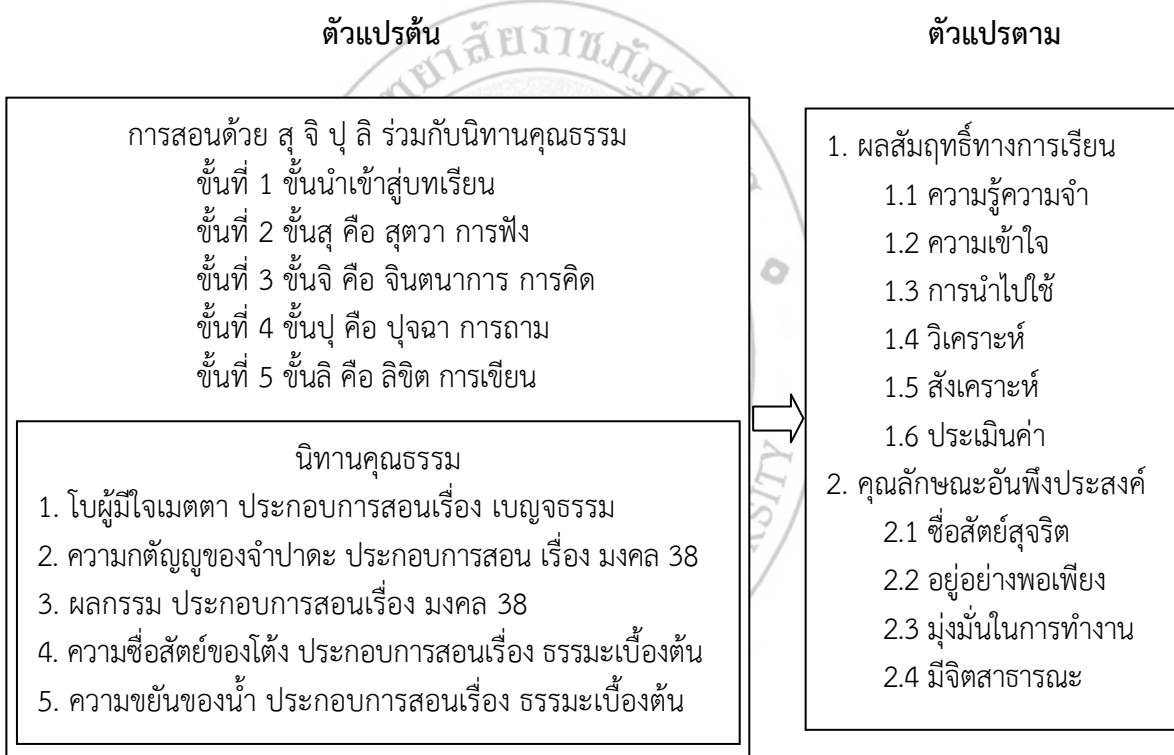 ตัวแปรต้น
ตัวแปรตาม
การสอนด้วย สุ จิ ปุ ลิ ร่วมกับนิทานคุณธรรม
ขั้นที่ 1 ขั้นนำเข้าสู่บทเรียน
ขั้นที่ 2 ขั้นสุ คือ สุตวา การฟัง
ขั้นที่ 3 ขั้นจิ คือ จินตนาการ การคิด
ขั้นที่ 4 ขั้นปุ คือ ปุจฉา การถาม
ขั้นที่ 5 ขั้นลิ คือ ลิขิต การเขียน
นิทานคุณธรรม
1. โบผู้มีใจเมตตา ประกอบการสอนเรื่อง เบญจธรรม
2. ความกตัญญูของจำปาดะ ประกอบการสอน เรื่อง มงคล 38
3. ผลกรรม ประกอบการสอนเรื่อง มงคล 38
4. ความซื่อสัตย์ของโต้ง ประกอบการสอนเรื่อง ธรรมะเบื้องต้น
5. ความขยันของน้ำ ประกอบการสอนเรื่อง ธรรมะเบื้องต้น
1. ผลสัมฤทธิ์ทางการเรียน
1.1 ความรู้ความจำ
1.2 ความเข้าใจ
1.3 การนำไปใช้
1.4 วิเคราะห์
1.5 สังเคราะห์
1.6 ประเมินค่า
2. คุณลักษณะอันพึงประสงค์
2.1 ซื่อสัตย์สุจริต
2.2 อยู่อย่างพอเพียง
2.3 มุ่งมั่นในการทำงาน
2.4 มีจิตสาธารณะ